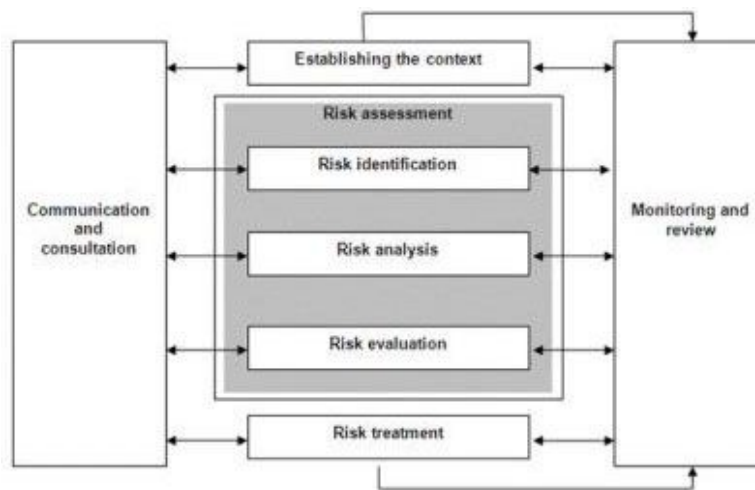 Establishing the context
Risk assessment
Risk identification
Communication
and
consultation
Monitoring and
review
Risk analysis
Risk evaluation
Risk treatment